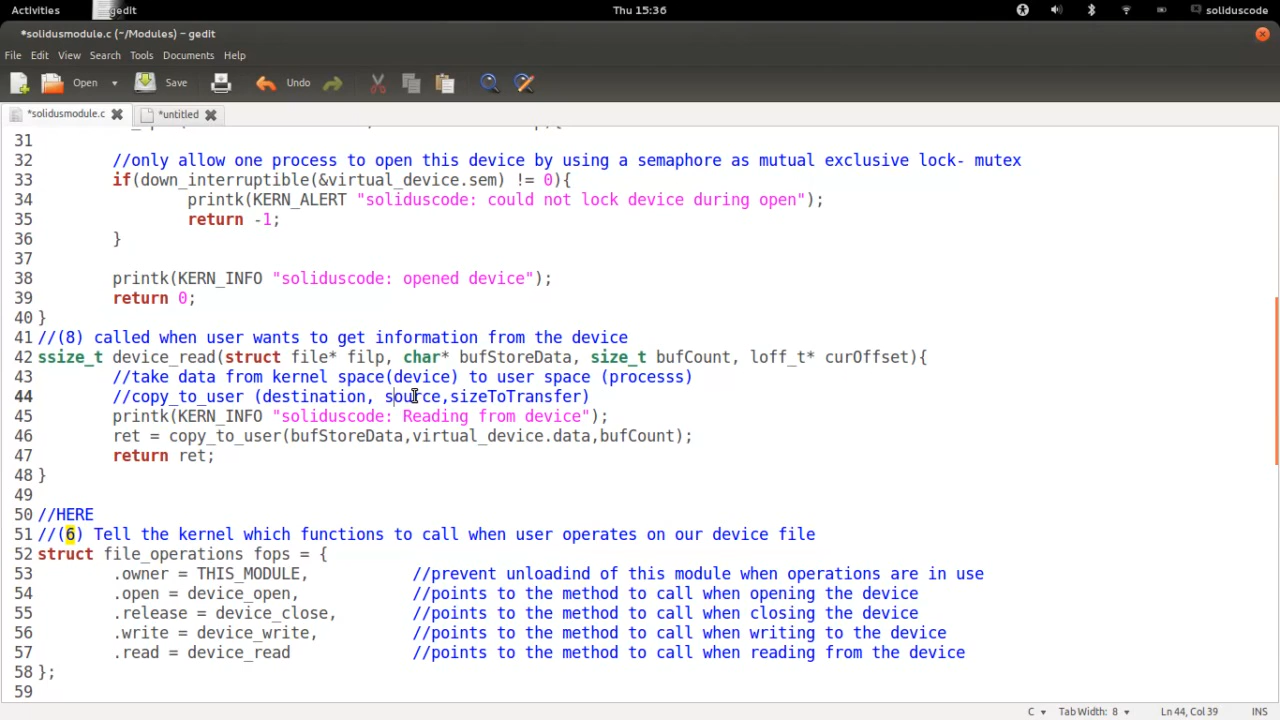 Activities gedit Thu 15:36 soliduscode
*solidusmodule.c (~/Modules) - gedit
File Edit View Search Tools Documents Help
Open Save Undo
*solidusmodule.c *untitled
31
32 //only allow one process to open this device by using a semaphore as mutual exclusive lock- mutex
33 if(down_interruptible(&virtual_device.sem) != 0){
34 printk(KERN_ALERT "soliduscode: could not lock device during open");
35 return -1;
36 }
37
38 printk(KERN_INFO "soliduscode: opened device");
39 return 0;
40 }
41 //(8) called when user wants to get information from the device
42 ssize_t device_read(struct file* filp, char* bufStoreData, size_t bufCount, loff_t* curOffset){
43 //take data from kernel space(device) to user space (processs)
44 //copy_to_user (destination, source,sizeToTransfer)
45 printk(KERN_INFO "soliduscode: Reading from device");
46 ret = copy_to_user(bufStoreData,virtual_device.data,bufCount);
47 return ret;
48 }
49
50 //HERE
51 //(6) Tell the kernel which functions to call when user operates on our device file
52 struct file_operations fops = {
53 .owner = THIS_MODULE, //prevent unloadind of this module when operations are in use
54 .open = device_open, //points to the method to call when opening the device
55 .release = device_close, //points to the method to call when closing the device
56 .write = device_write, //points to the method to call when writing to the device
57 .read = device_read //points to the method to call when reading from the device
58 };
59
C Tab Width: 8 Ln 44, Col 39 INS